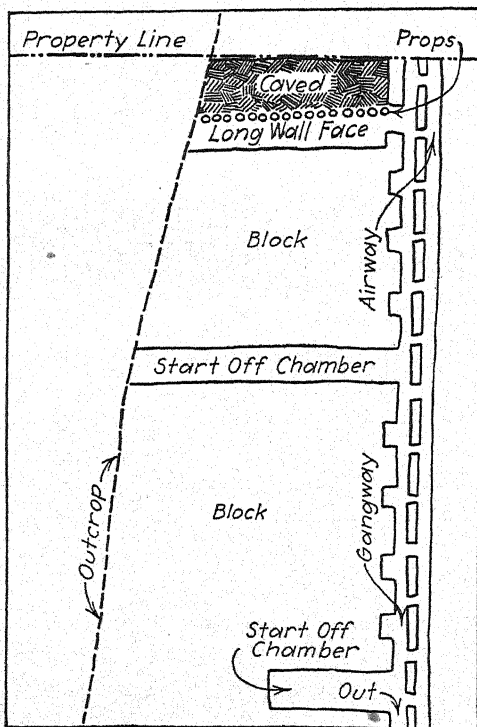 Property Line
Props
Caved
Long Wall Face
Block
Airway
Start Off Chamber
Outcrop
Block
Gangway
Start Off
Chamber
Out